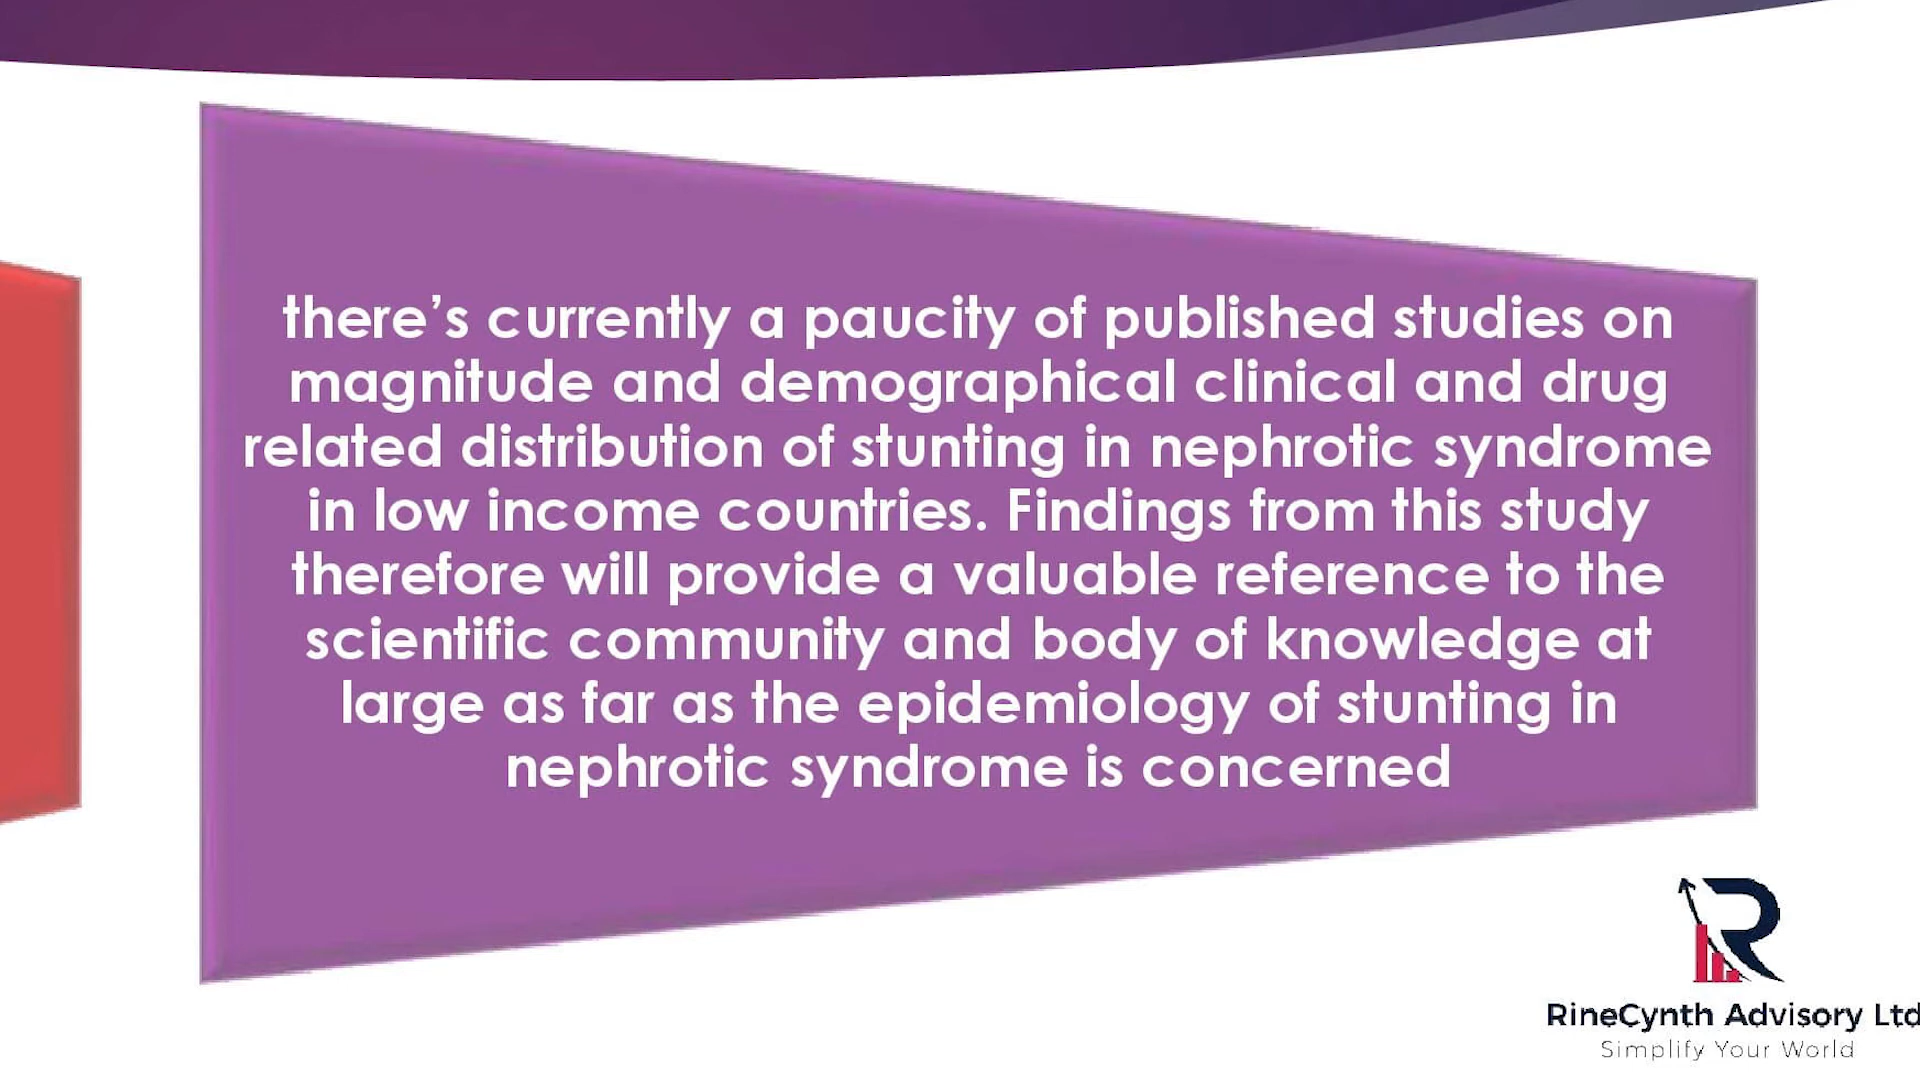 there’s currently a paucity of published studies on
magnitude and demographical clinical and drug
related distribution of stunting in nephrotic syndrome
in low income countries. Findings from this study
therefore will provide a valuable reference to the
scientific community and body of knowledge at
large as far as the epidemiology of stunting in
nephrotic syndrome is concerned
RineCynth Advisory Ltd
Simplify Your World